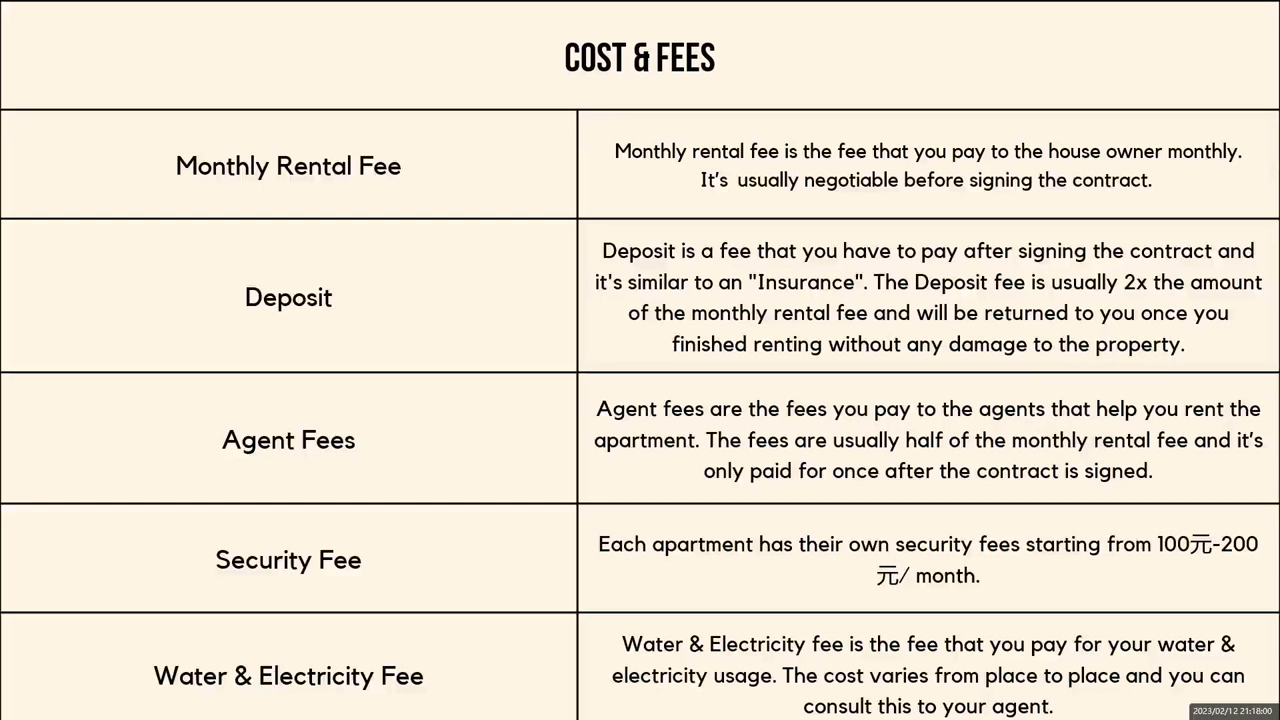 COST & FEES
Monthly Rental Fee
Monthly rental fee is the fee that you pay to the house owner monthly.
It's  usually negotiable before signing the contract.
Deposit
Deposit is a fee that you have to pay after signing the contract and
it's similar to an "Insurance". The Deposit fee is usually 2x the amount
of the monthly rental fee and will be returned to you once you
finished renting without any damage to the property.
Agent Fees
Agent fees are the fees you pay to the agents that help you rent the
apartment. The fees are usually half of the monthly rental fee and it's
only paid for once after the contract is signed.
Security Fee
Each apartment has their own security fees starting from 100元-200
元/ month.
Water & Electricity Fee
Water & Electricity fee is the fee that you pay for your water &
electricity usage. The cost varies from place to place and you can
consult this to your agent.
2023/02/12 21:18:00